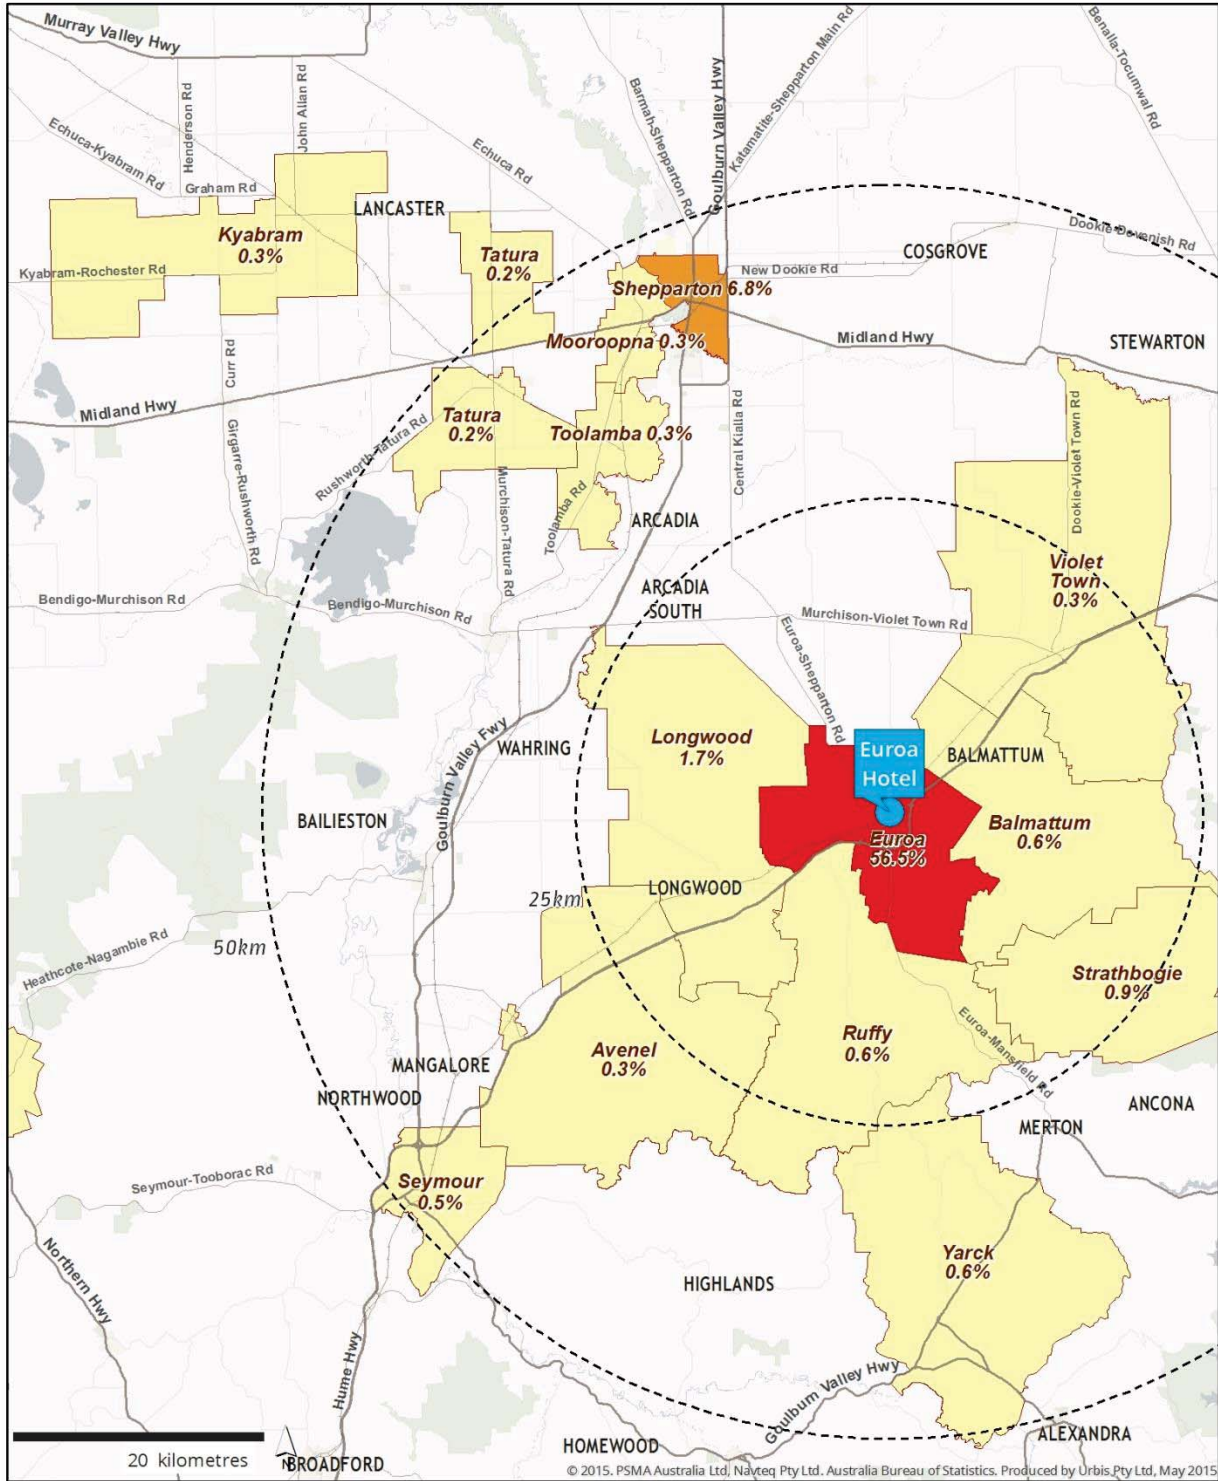 Murray Valley Hwy
Henderson Rd
John Allan Rd
Echuca-Kyabram Rd
Graham Rd
Echuca Rd
Barmah-Shepparton Rd
Goulburn Valley Hwy
Katamatite-Shepparton Main Rd
Benalla-Tocumwal Rd
LANCASTER
Kyabram
0.3%
Kyabram-Rochester Rd
Tatura
0.2%
Shepparton 6.8%
New Dookie Rd
COSGROVE
Dookie-Devenish Rd
Mooroopna 0.3%
Midland Hwy
STEWARTON
Curr Rd
Midland Hwy
Girgarre-Rushworth Rd
Rushworth-Tatura Rd
Tatura
0.2%
Toolamba 0.3%
Central Kialla Rd
Dookie-Violet Town Rd
Murchison-Tatura Rd
Toolamba Rd
ARCADIA
Violet
Town
0.3%
ARCADIA
SOUTH
Bendigo-Murchison Rd
Bendigo-Murchison Rd
Murchison-Violet Town Rd
Euroa-Shepparton Rd
Goulburn Valley Fwy
WAHRING
Longwood
1.7%
Euroa
Hotel
BALMATTUM
BAILIESTON
Euroa
56.5%
Balmattum
0.6%
LONGWOOD
25km
50km
Heathcote-Nagambie Rd
Strathbogie
0.9%
Euroa-Mansfield Rd
Ruffy
0.6%
Avenel
0.3%
MANGALORE
NORTHWOOD
ANCONA
MERTON
Seymour-Tooborac Rd
Seymour
0.5%
Northern Hwy
Yarck
0.6%
HIGHLANDS
Hume Hwy
Goulburn Valley Hwy
ALEXANDRA
HOMEWOOD
20 kilometres
N
BROADFORD
© 2015. PSMA Australia Ltd, Navteq Pty Ltd. Australia Bureau of Statistics. Produced by Urbis Pty Ltd, May 2015